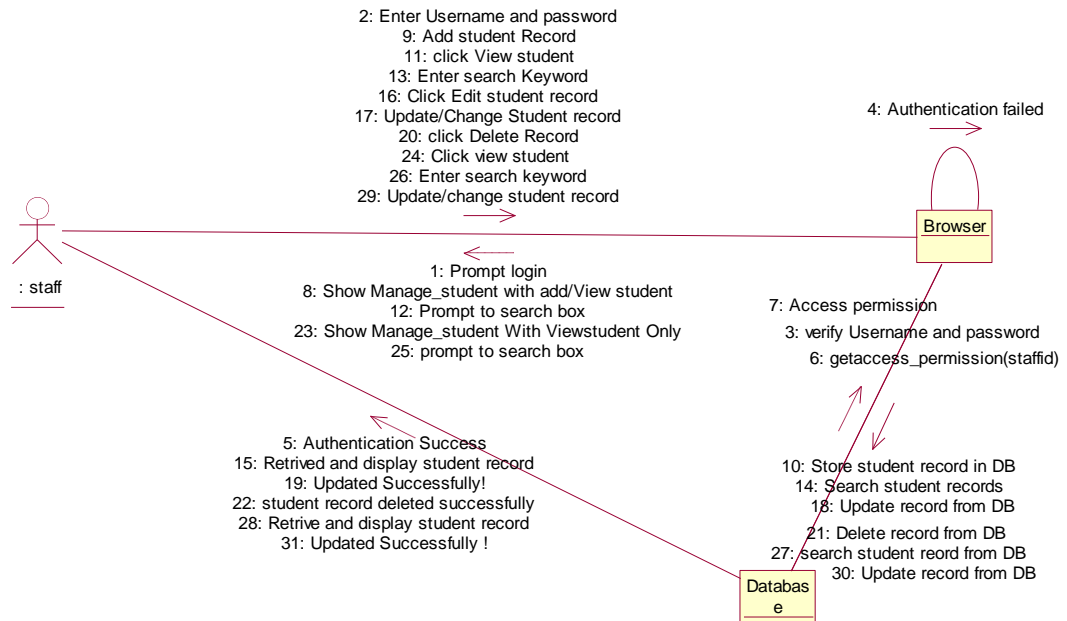 2: Enter Username and password
9: Add student Record
11: click View student
13: Enter search Keyword
16: Click Edit student record
17: Update/Change Student record
20: click Delete Record
24: Click view student
26: Enter search keyword
29: Update/change student record
4: Authentication failed
Browser
: staff
1: Prompt login
8: Show Manage_student with add/View student
12: Prompt to search box
23: Show Manage_student With Viewstudent Only
25: prompt to search box
7: Access permission
3: verify Username and password
6: getaccess_permission(staffid)
5: Authentication Success
15: Retrived and display student record
19: Updated Successfully!
22: student record deleted successfully
28: Retrive and display student record
31: Updated Successfully !
10: Store student record in DB
14: Search student records
18: Update record from DB
21: Delete record from DB
27: search student reord from DB
30: Update record from DB
Databas
e